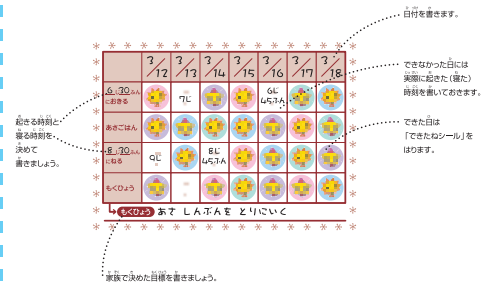 日付を書きます。
3/12 3/13 3/14 3/15 3/16 3/17 3/18
できなかった日には
実際に起きた（寝た）
時刻を書いておきます。
6じ30ぷん
におきる
7じ
6じ
45ふん
起きる時刻と
寝る時刻を
決めて
書きましょう。
あさごはん
できた日は
「できたねシール」を
はります。
8じ30ぷん
にねる
9じ
8じ
45ふん
もくひょう
もくひょう あさ しんぶんを とりにいく
家族で決めた目標を書きましょう。